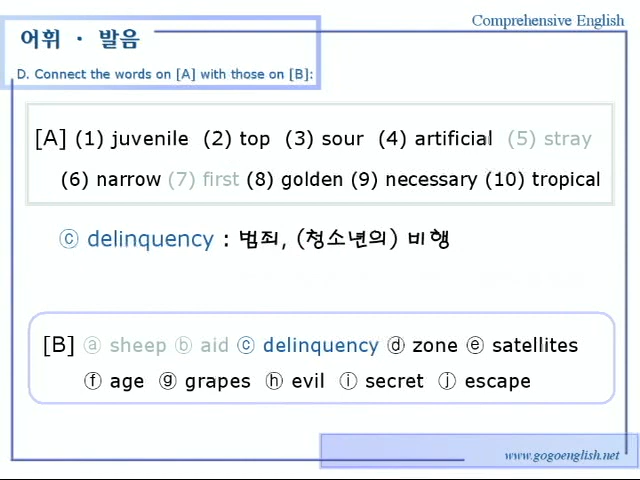 Comprehensive English
어휘 · 발음
D. Connect the words on [A] with those on [B]:
[A] (1) juvenile (2) top (3) sour (4) artificial (5) stray
(6) narrow (7) first (8) golden (9) necessary (10) tropical
ⓒ delinquency : 범죄, (청소년의) 비행
[B] ⓐ sheep ⓑ aid ⓒ delinquency ⓓ zone ⓔ satellites
ⓕ age ⓖ grapes ⓗ evil ⓘ secret ⓙ escape
www.gogoenglish.net